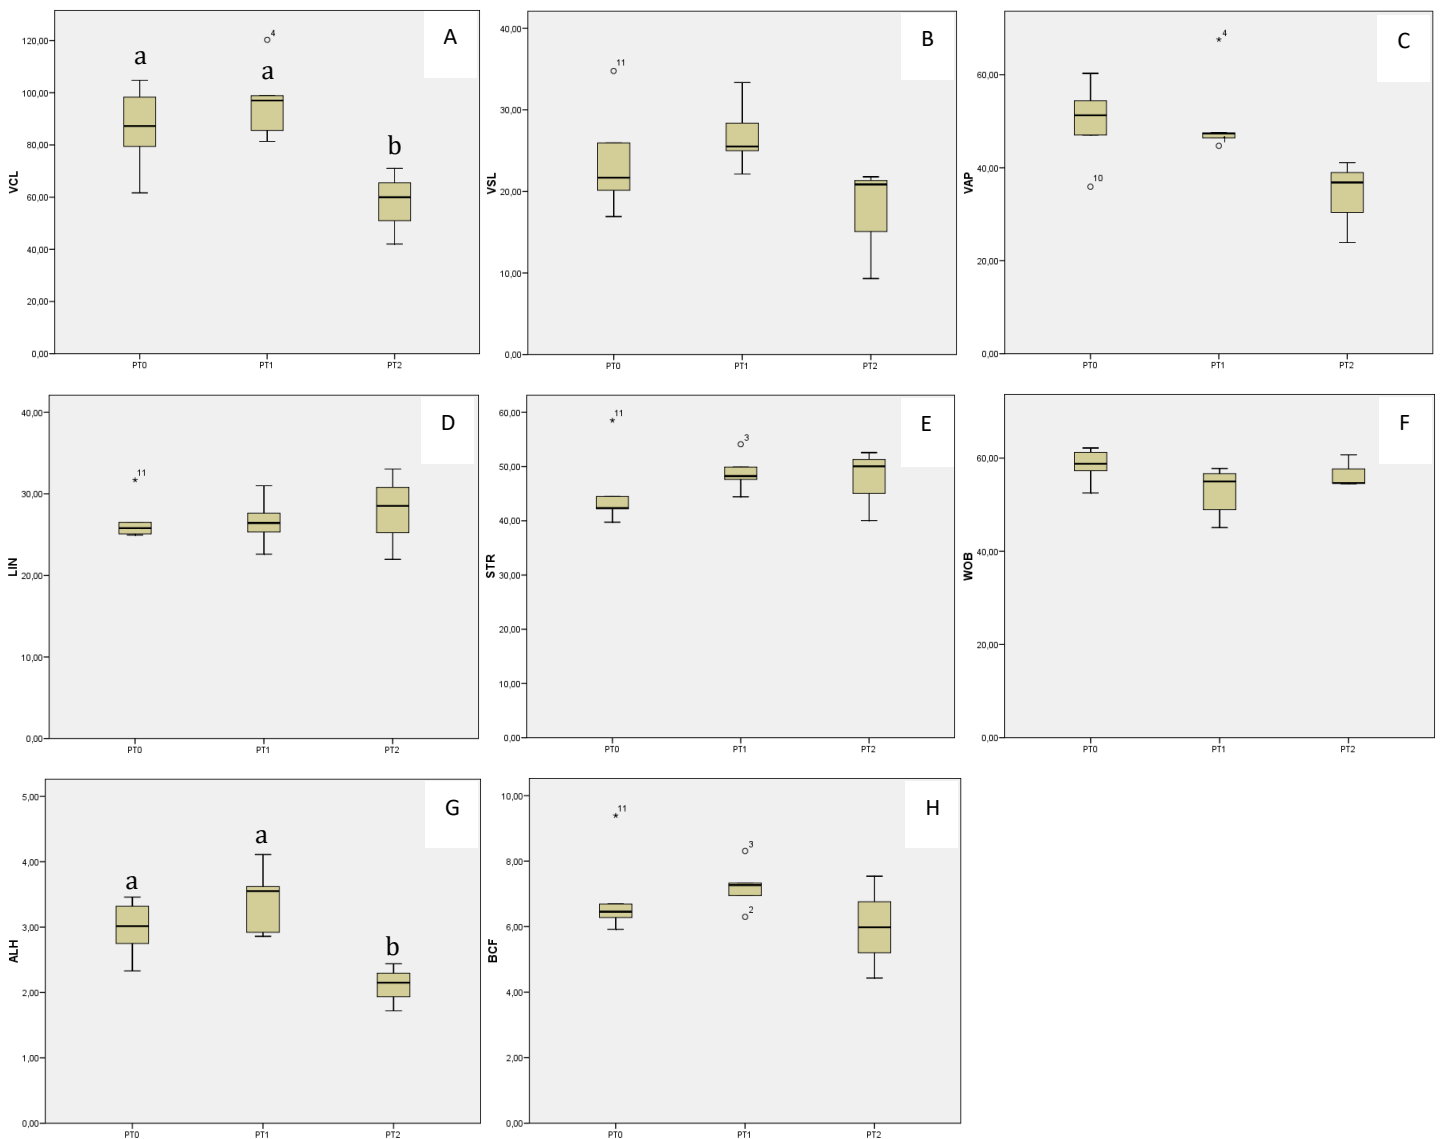 A
VCL
120,00
100,00
80,00
60,00
40,00
20,00
0,00
a
a
4
b
PT0 PT1 PT2
B
VSL
40,00
30,00
20,00
10,00
0,00
11
PT0 PT1 PT2
C
VAP
60,00
40,00
20,00
0,00
10
4
1
PT0 PT1 PT2
D
LIN
40,00
30,00
20,00
10,00
0,00
11
PT0 PT1 PT2
E
STR
60,00
50,00
40,00
30,00
20,00
10,00
0,00
11
3
PT0 PT1 PT2
F
WOB
60,00
40,00
20,00
0,00
PT0 PT1 PT2
G
ALH
5,00
4,00
3,00
2,00
1,00
0,00
a
a
b
PT0 PT1 PT2
H
BCF
10,00
8,00
6,00
4,00
2,00
0,00
11
3
2
PT0 PT1 PT2